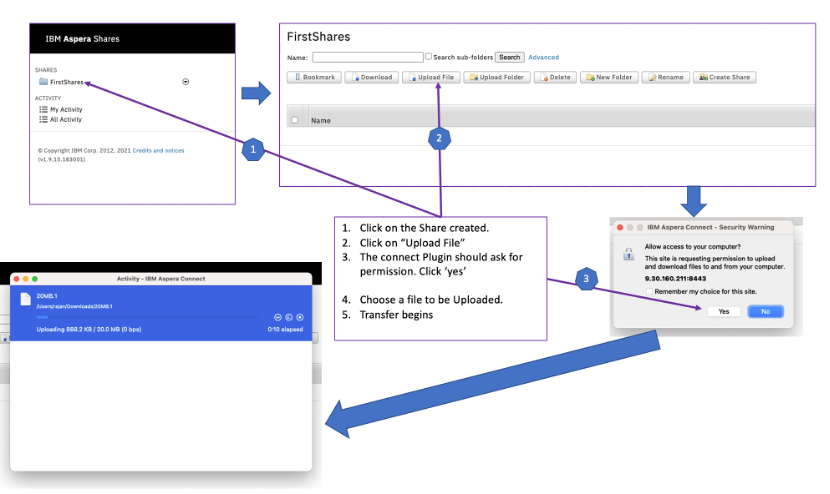 IBM Aspera Shares
SHARES
FirstShares
ACTIVITY
My Activity
All Activity
© Copyright IBM Corp. 2012, 2021 Credits and notices
(v1.9.15.183001)
FirstShares
Name:
Search sub-folders Search Advanced
Bookmark Download Upload File Upload Folder Delete New Folder Rename Create Share
Name
1
2
1. Click on the Share created.
2. Click on “Upload File”
3. The connect Plugin should ask for
permission. Click ‘yes’
4. Choose a file to be Uploaded.
5. Transfer begins
3
IBM Aspera Connect - Security Warning
Allow access to your computer?
This site is requesting permission to upload
and download files to and from your computer.
9.30.160.211:8443
Remember my choice for this site.
Yes No
Activity - IBM Aspera Connect
20MB.1
/Users/rajan/Downloads/20MB.1
Uploading 888.2 KB / 20.0 MB (0 bps) 0:10 elapsed